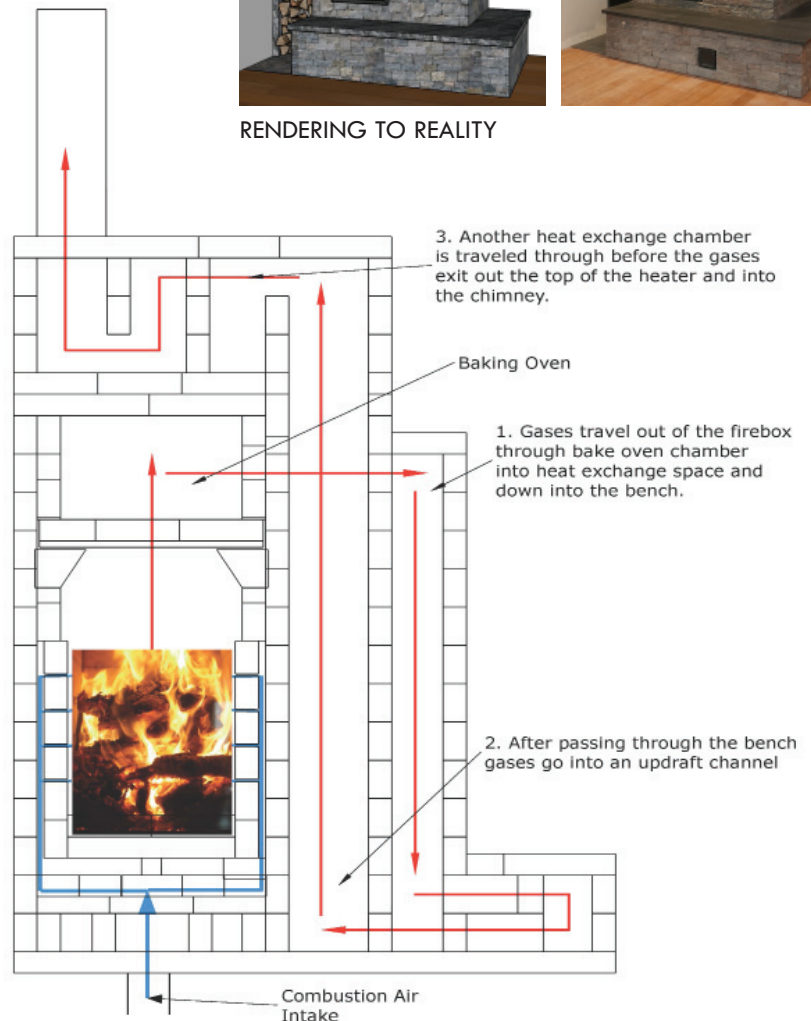 RENDERING TO REALITY
3. Another heat exchange chamber
is traveled through before the gases
exit out the top of the heater and into
the chimney.
Baking Oven
1. Gases travel out of the firebox
through bake oven chamber
into heat exchange space and
down into the bench.
2. After passing through the bench
gases go into an updraft channel
Combustion Air
Intake